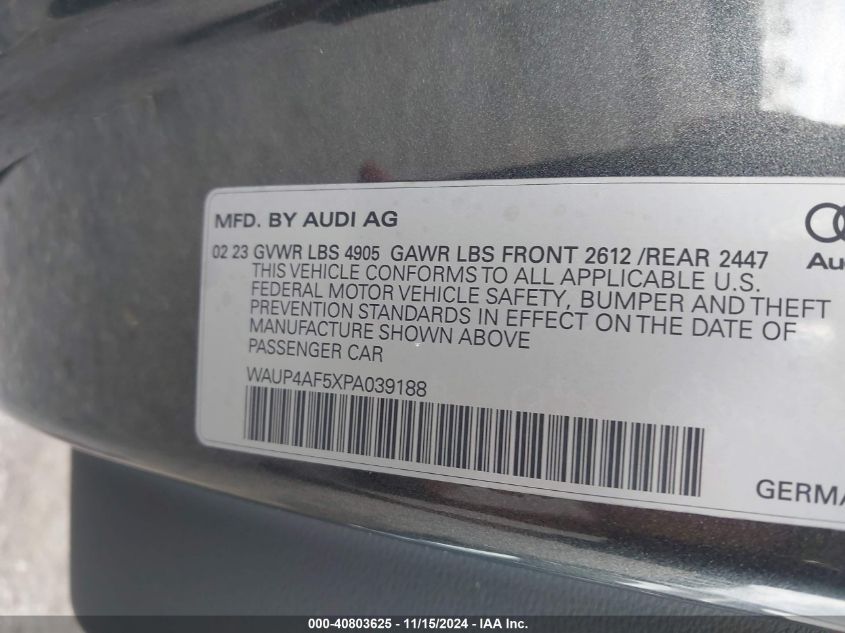 MFD. BY AUDI AG
02 23 GVWR LBS 4905 GAWR LBS FRONT 2612 /REAR 2447
THIS VEHICLE CONFORMS TO ALL APPLICABLE U.S.
FEDERAL MOTOR VEHICLE SAFETY, BUMPER AND THEFT
PREVENTION STANDARDS IN EFFECT ON THE DATE OF
MANUFACTURE SHOWN ABOVE
PASSENGER CAR
WAUP4AF5XPA039188
Au
GERMA
000-40803625 - 11/15/2024 - IAA Inc.